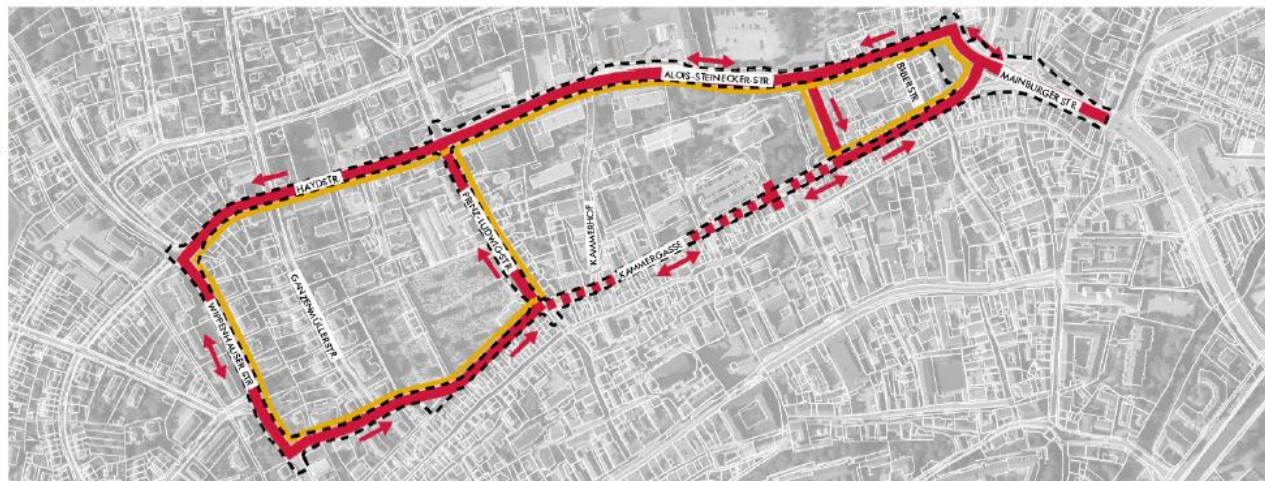 ALOIS-STEINECKER-STR.
BIBERSTR.
MAINBURGER STR.
HAYDSTR.
PRINZ-LUDWIG-STR.
KAMMERHOF
KAMMERGASSE
GANZENMÜLLERSTR.
WIPPENHAUSER STR.